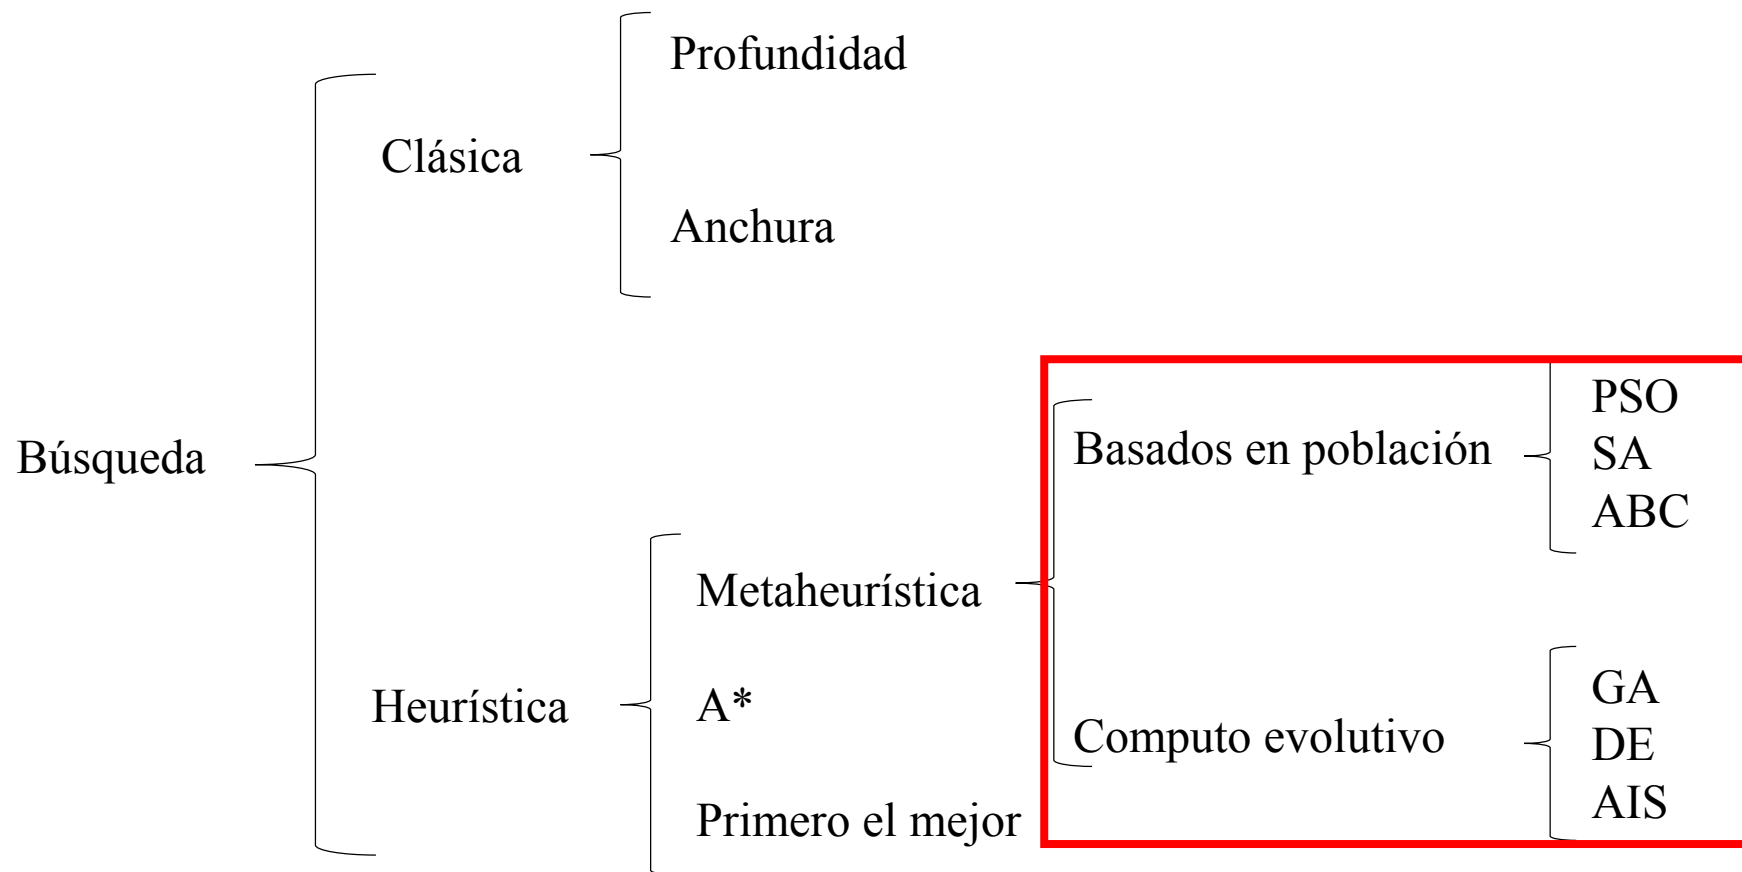 Profundidad
Clásica
Anchura
Búsqueda
Heurística
Metaheurística
A*
Primero el mejor
Basados en población
PSO
SA
ABC
Computo evolutivo
GA
DE
AIS